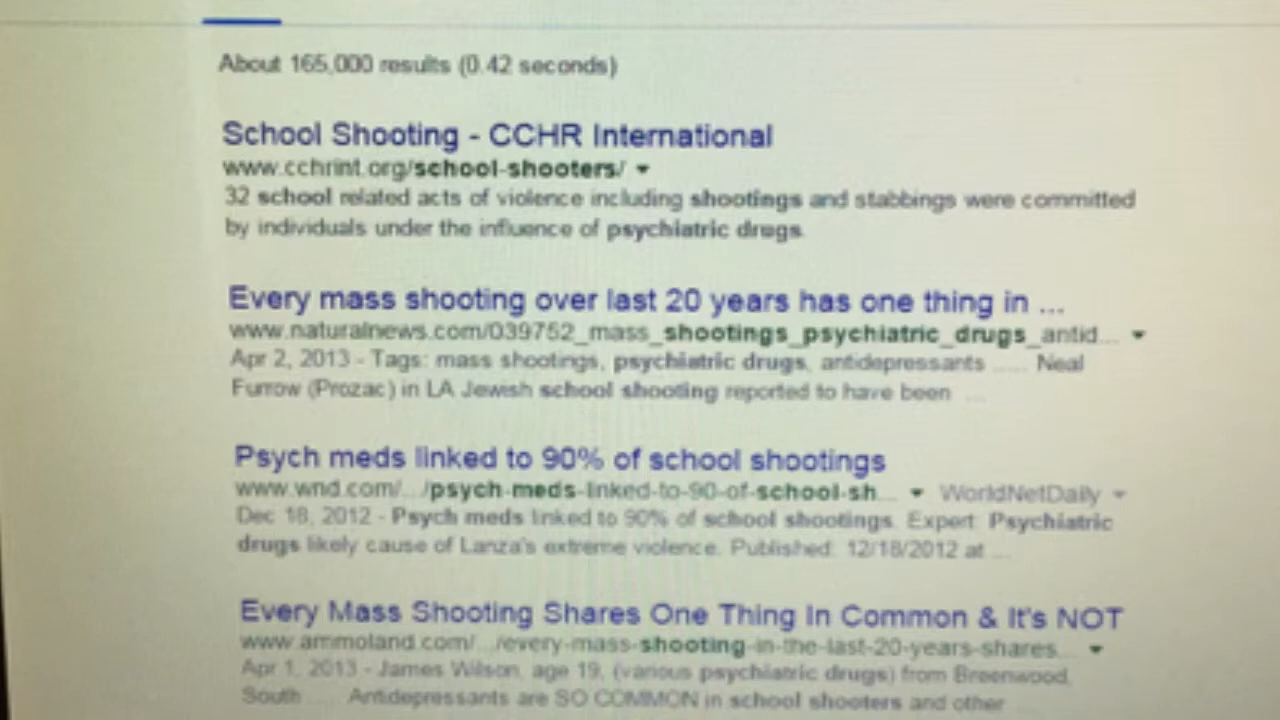 About 165,000 results (0.42 seconds)
School Shooting - CCHR International
www.cchrint.org/school-shooters/
32 school related acts of violence including shootings and stabbings were committed
by individuals under the influence of psychiatric drugs.
Every mass shooting over last 20 years has one thing in ...
www.naturalnews.com/039752_mass_shootings_psychiatric_drugs_antid...
Apr 2, 2013 - Tags: mass shootings, psychiatric drugs, antidepressants ..... Neal
Furrow (Prozac) in LA Jewish school shooting reported to have been ...
Psych meds linked to 90% of school shootings
www.wnd.com/.../psych-meds-linked-to-90-of-school-sh... WorldNetDaily
Dec 18, 2012 - Psych meds linked to 90% of school shootings. Expert: Psychiatric
drugs likely cause of Lanza's extreme violence. Published: 12/18/2012 at ...
Every Mass Shooting Shares One Thing In Common & It's NOT
www.ammoland.com/.../every-mass-shooting-in-the-last-20-years-shares...
Apr 1, 2013 - James Wilson, age 19, (various psychiatric drugs) from Breenwood,
South ..... Antidepressants are SO COMMON in school shooters and other